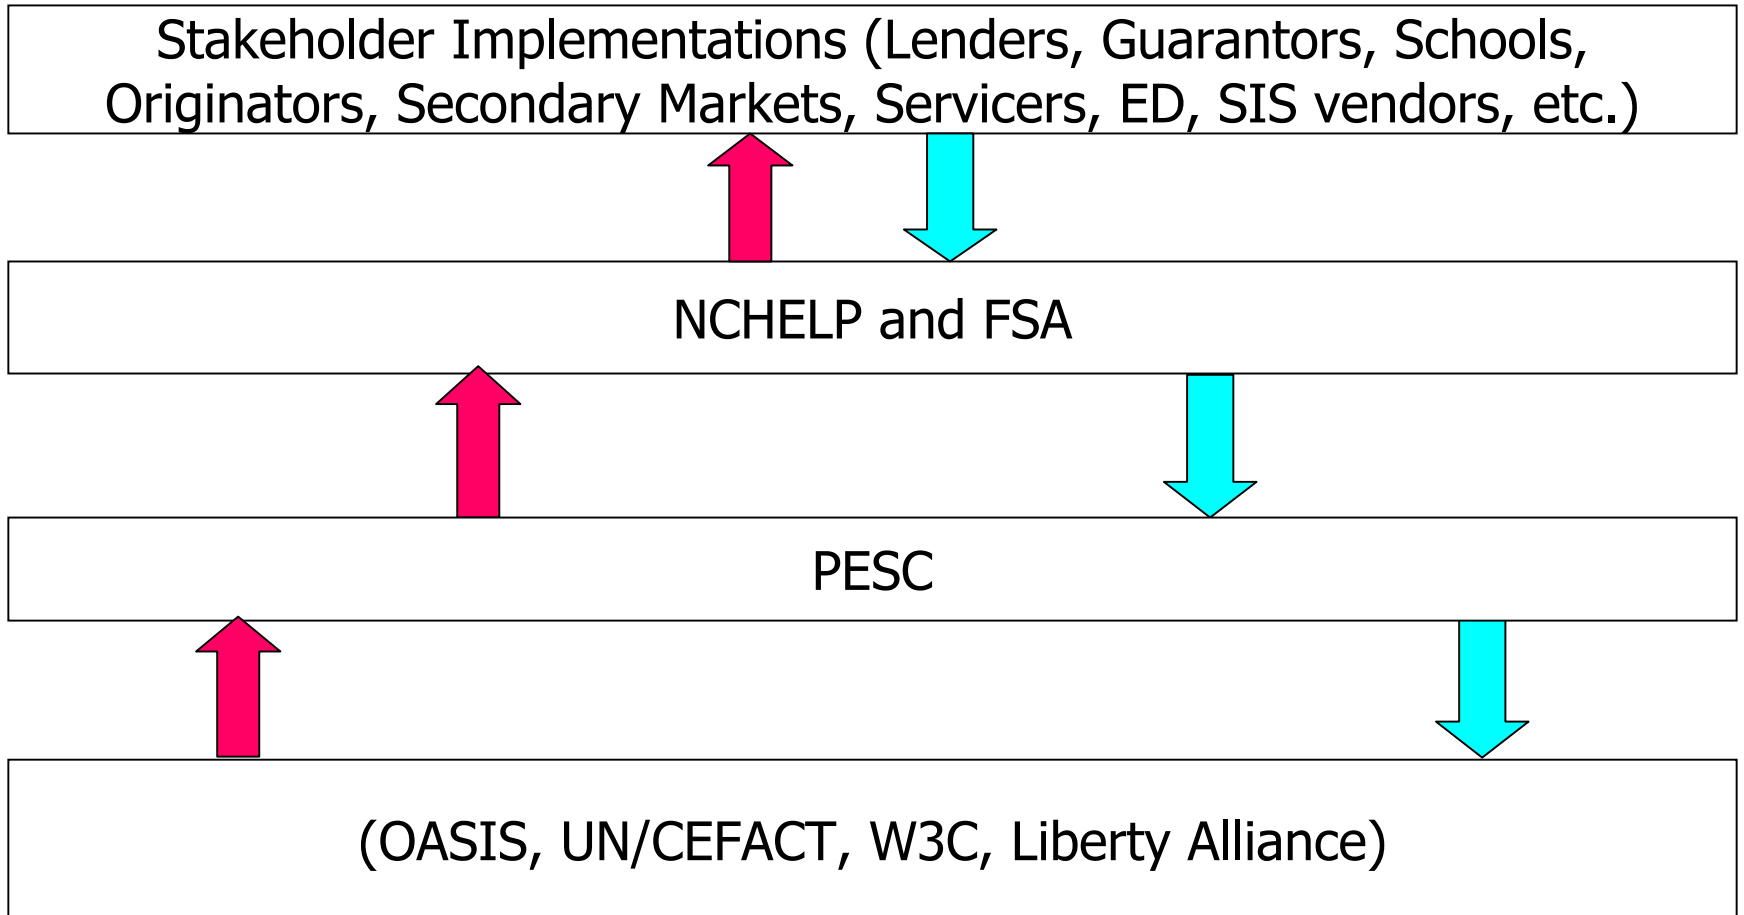 Stakeholder Implementations (Lenders, Guarantors, Schools,
Originators, Secondary Markets, Servicers, ED, SIS vendors, etc.)
NCHELP and FSA
PESC
(OASIS, UN/CEFACT, W3C, Liberty Alliance)